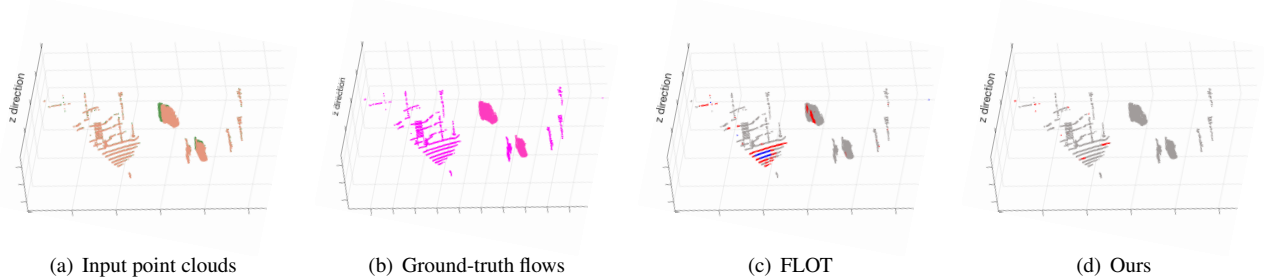 z direction
z direction
z direction
z direction
(a) Input point clouds
(b) Ground-truth flows
(c) FLOT
(d) Ours